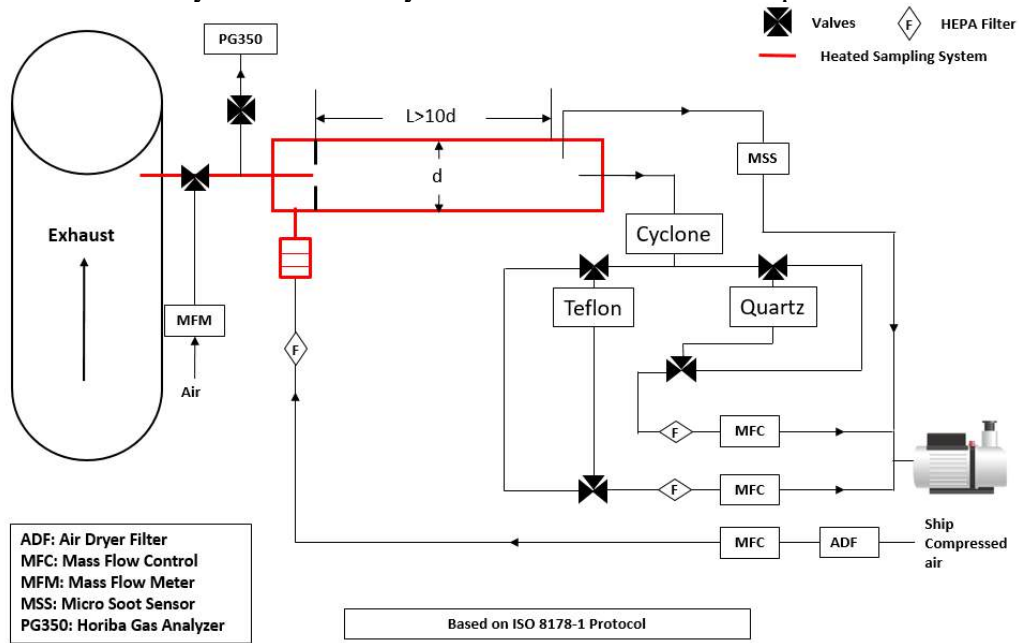 Valves
F
HEPA Filter
Heated Sampling System
PG350
L>10d
MSS
d
Exhaust
Cyclone
Teflon
Quartz
MFM
F
Air
F
MFC
F
MFC
MFC
ADF
Ship
Compressed
air
ADF: Air Dryer Filter
MFC: Mass Flow Control
MFM: Mass Flow Meter
MSS: Micro Soot Sensor
PG350: Horiba Gas Analyzer
Based on ISO 8178-1 Protocol